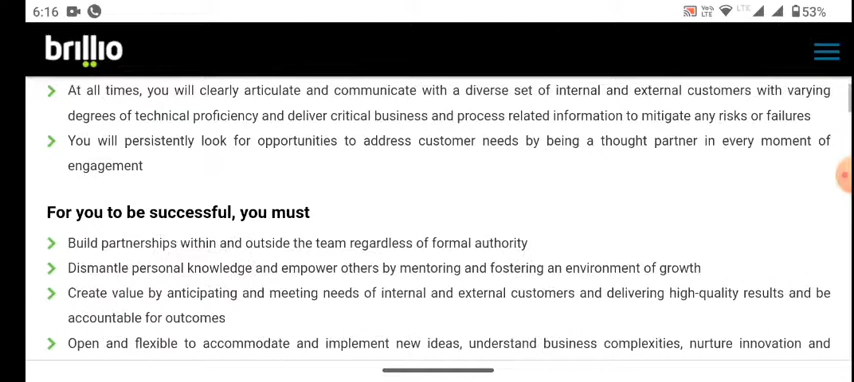 6:16 VoD LTE LTE 53%
brillio
At all times, you will clearly articulate and communicate with a diverse set of internal and external customers with varying
degrees of technical proficiency and deliver critical business and process related information to mitigate any risks or failures
You will persistently look for opportunities to address customer needs by being a thought partner in every moment of
engagement
For you to be successful, you must
Build partnerships within and outside the team regardless of formal authority
Dismantle personal knowledge and empower others by mentoring and fostering an environment of growth
Create value by anticipating and meeting needs of internal and external customers and delivering high-quality results and be
accountable for outcomes
Open and flexible to accommodate and implement new ideas, understand business complexities, nurture innovation and